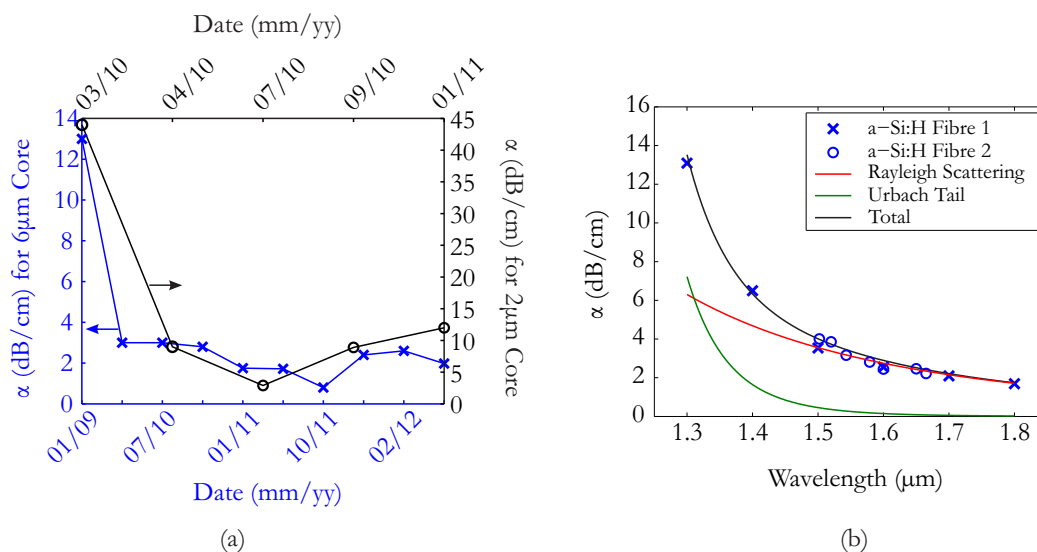 Date (mm/yy)
03/10
04/10
07/10
09/10
01/11
14
12
10
8
6
4
2
0
α (dB/cm) for 6μm Core
45
40
35
30
25
20
15
10
5
0
α (dB/cm) for 2μm Core
01/09
07/10
01/11
10/11
02/12
Date (mm/yy)
(a)
16
14
12
10
8
6
4
2
0
α (dB/cm)
a−Si:H Fibre 1
a−Si:H Fibre 2
Rayleigh Scattering
Urbach Tail
Total
1.3 1.4 1.5 1.6 1.7 1.8
Wavelength (μm)
(b)